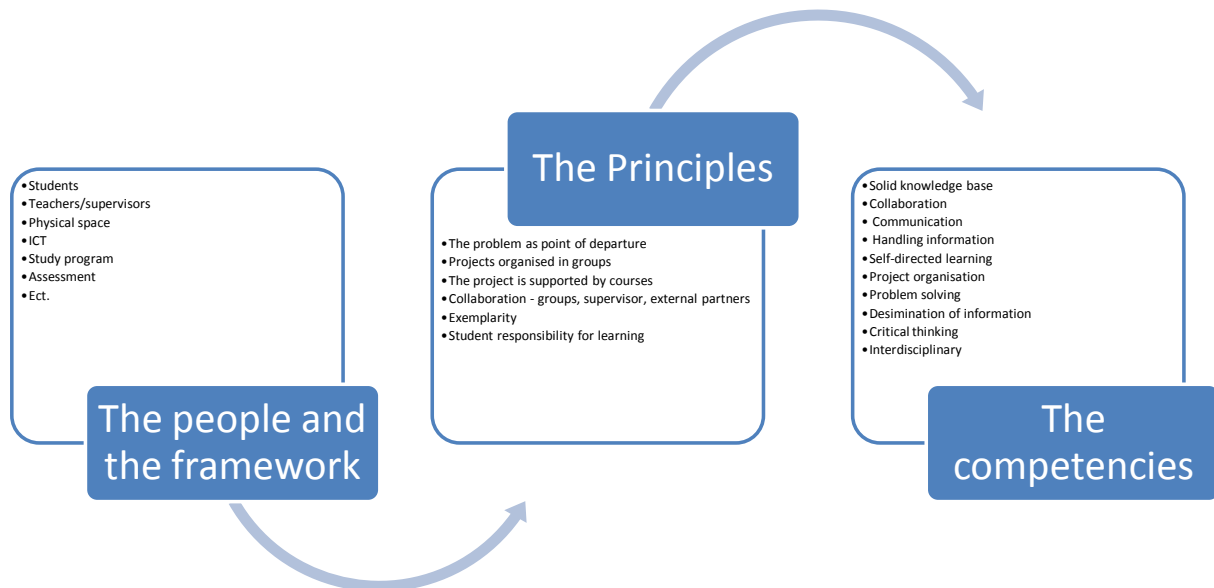 •Students
•Teachers/supervisors
•Physical space
•ICT
•Study program
•Assessment
•Ect.
The people and
the framework
The Principles
•The problem as point of departure
•Projects organised in groups
•The project is supported by courses
•Collaboration - groups, supervisor, external partners
•Exemplarity
•Student responsibility for learning
•Solid knowledge base
•Collaboration
• Communication
• Handling information
•Self-directed learning
•Project organisation
•Problem solving
•Desimination of information
•Critical thinking
•Interdisciplinary
The
competencies